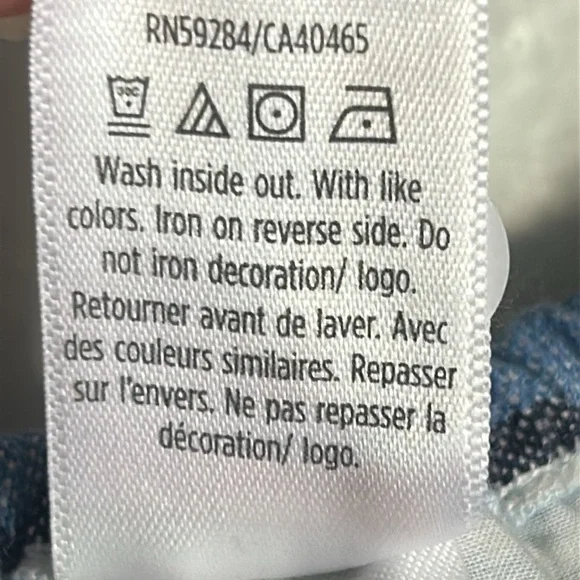 RN59284/CA40465
30C
Wash inside out. With like
colors. Iron on reverse side. Do
not iron decoration/ logo.
Retourner avant de laver. Avec
des couleurs similaires. Repasser
sur l'envers. Ne pas repasser la
décoration/ logo.